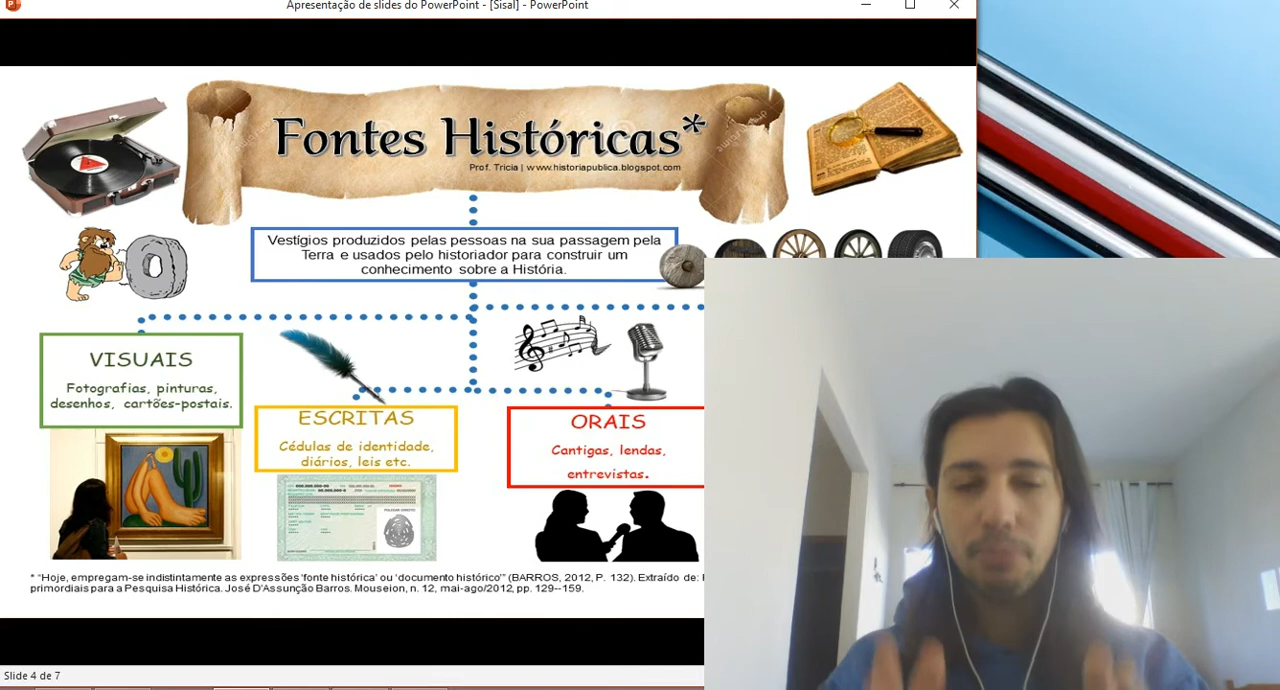 Apresentação de slides do PowerPoint - [Sisal] - PowerPoint
Fontes Históricas*
Prof. Tricia | www.historiapublica.blogspot.com
Vestígios produzidos pelas pessoas na sua passagem pela
Terra e usados pelo historiador para construir um
conhecimento sobre a História.
VISUAIS
Fotografias, pinturas,
desenhos, cartões-postais.
ESCRITAS
Cédulas de identidade,
diários, leis etc.
ORAIS
Cantigas, lendas,
entrevistas.
* "Hoje, empregam-se indistintamente as expressões 'fonte histórica' ou 'documento histórico'" (BARROS, 2012, P. 132). Extraído de:
primordiais para a Pesquisa Histórica. José D'Assunção Barros. Mouseion, n. 12, mai-ago/2012, pp. 129--159.
Slide 4 de 7